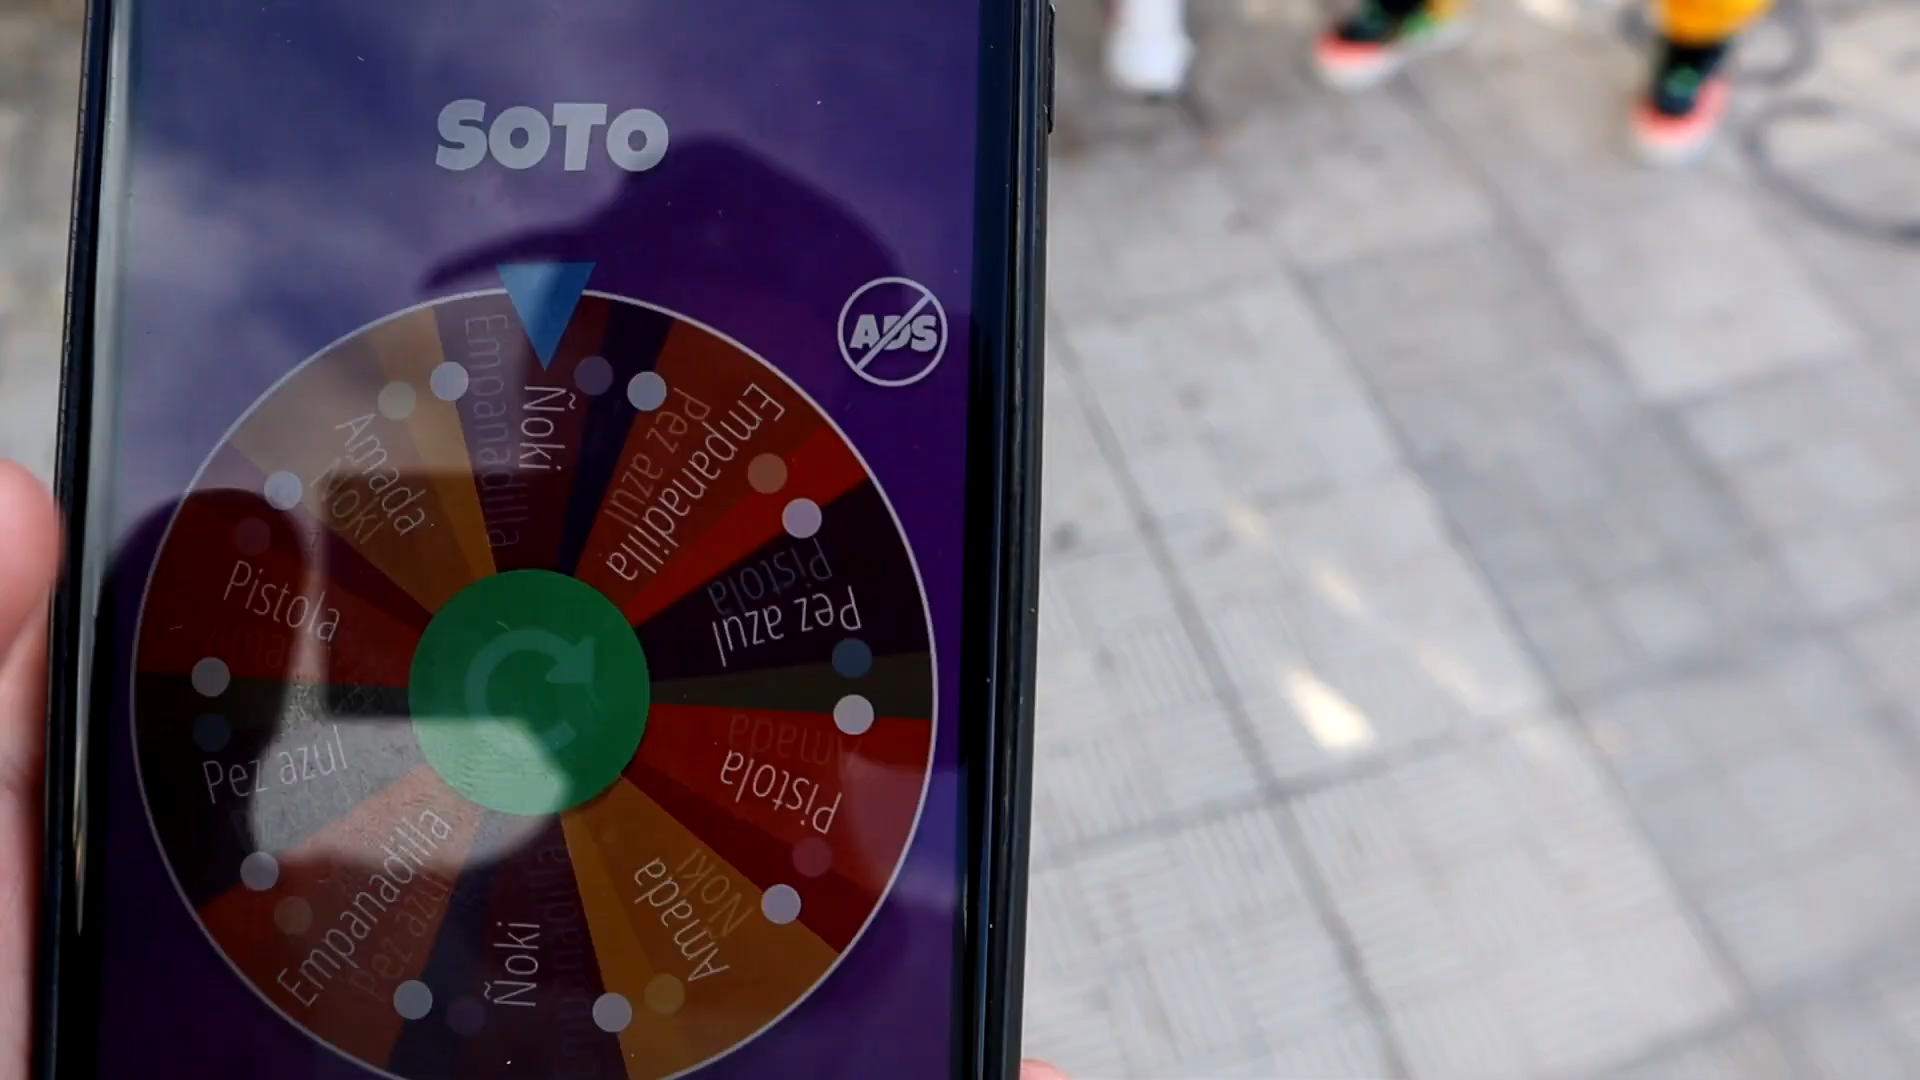 SOTO
ADS
Ñoki
Empanadilla
Empanadilla
Pez azul
Pistola
Pez azul
Amada
Pistola
Amada
Ñoki
Ñoki
Empanadilla
Pez azul
Pez azul
Pistola
Amada
Ñoki